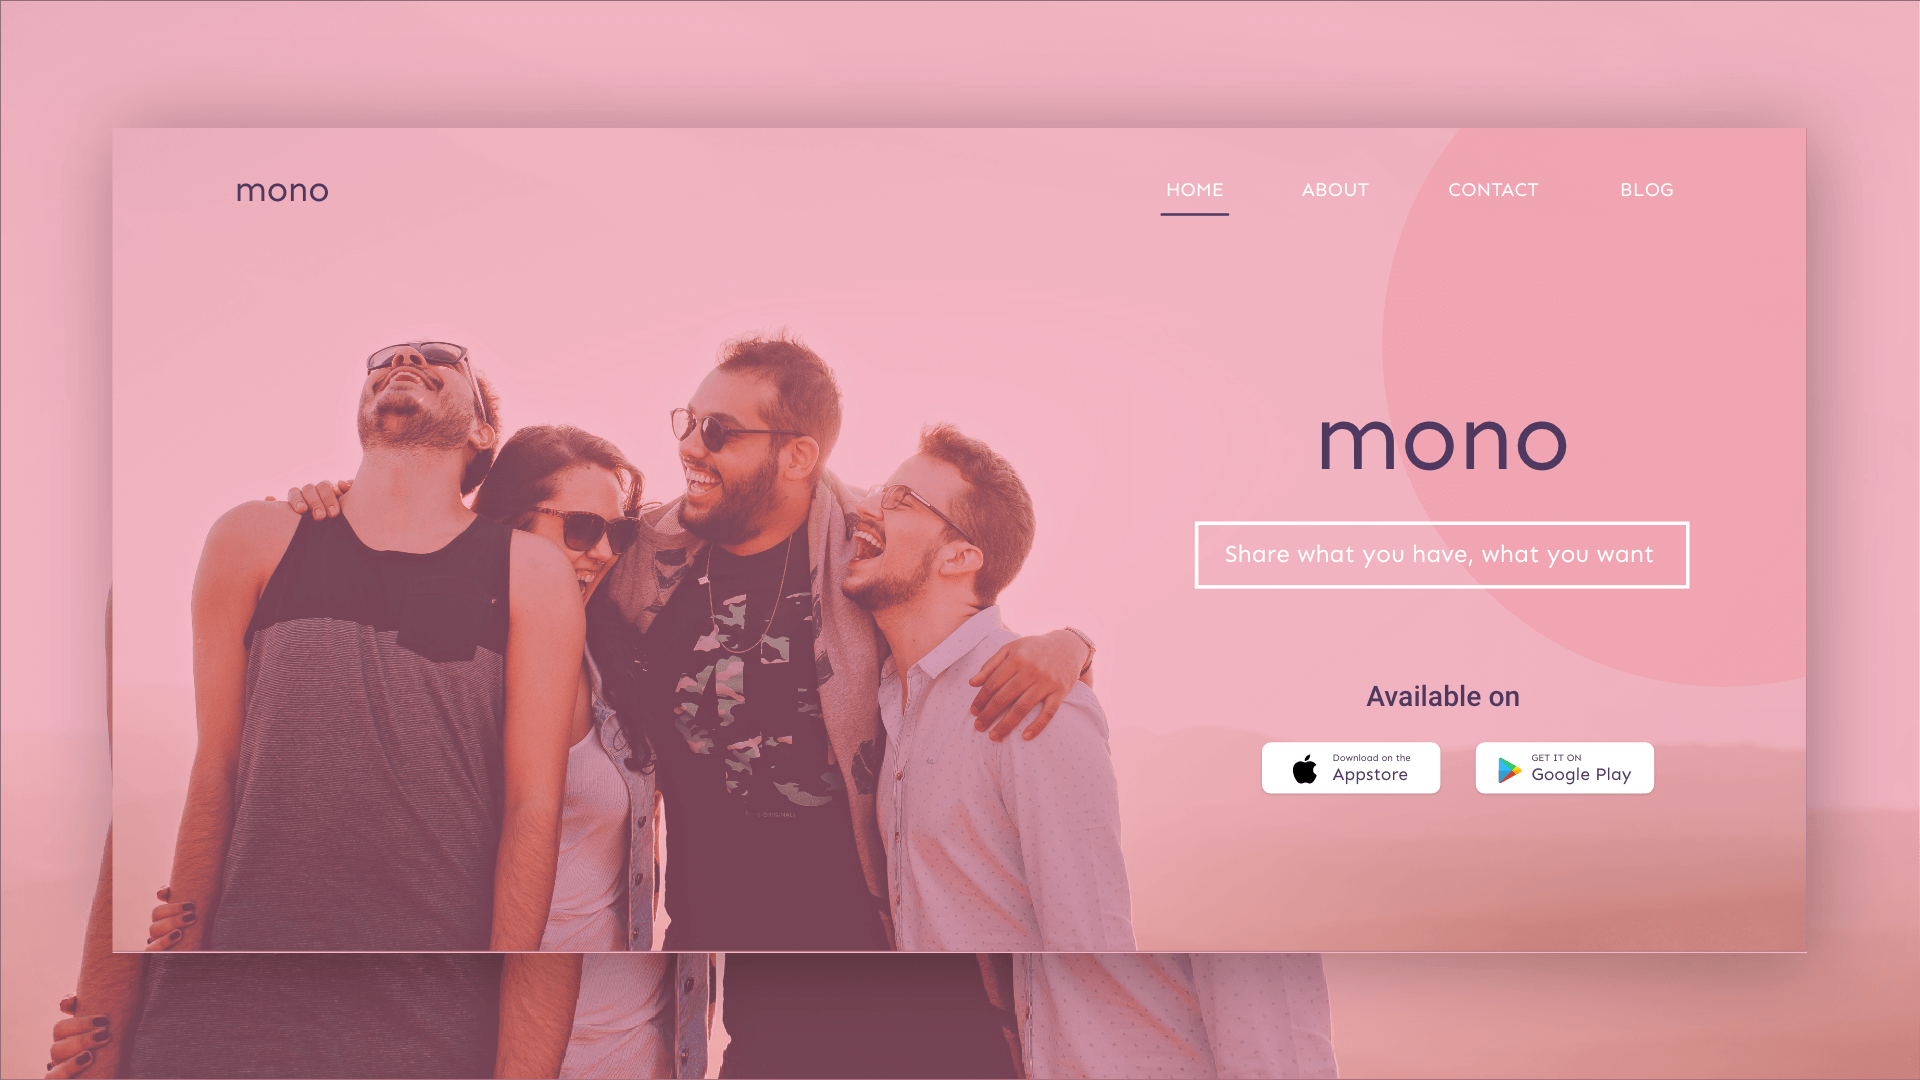 mono
HOME ABOUT CONTACT BLOG
mono
Share what you have, what you want
Available on
Download on the
Appstore
GET IT ON
Google Play
ORIGINALS